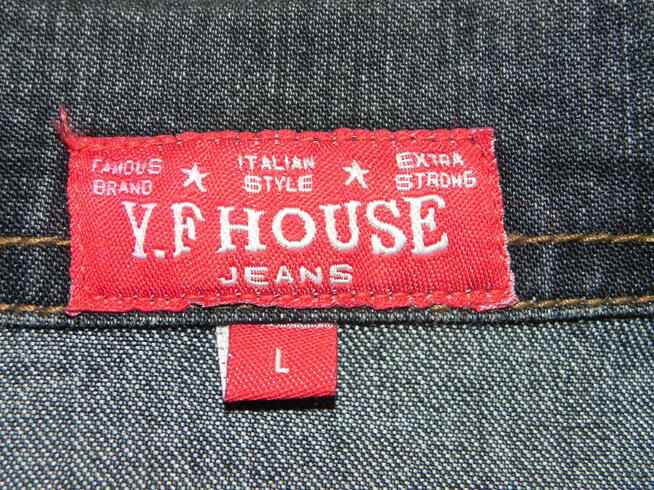 FAMOUS BRAND ★ ITALIAN STYLE ★ EXTRA STRONG
Y.F HOUSE
JEANS
L